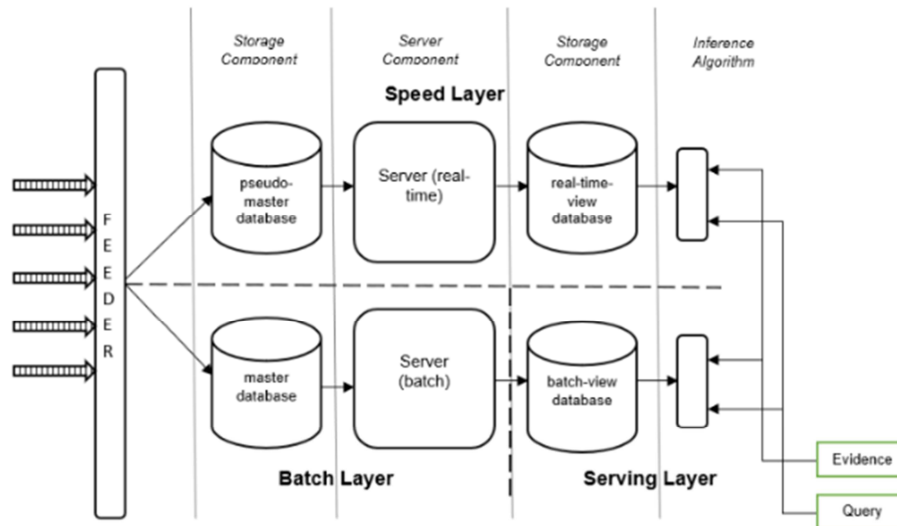 Storage
Component
Server
Component
Storage
Component
Inference
Algorithm
Speed Layer
F
E
E
D
E
R
pseudo-
master
database
Server (real-
time)
real-time-
view
database
master
database
Server
(batch)
batch-view
database
Batch Layer
Serving Layer
Evidence
Query